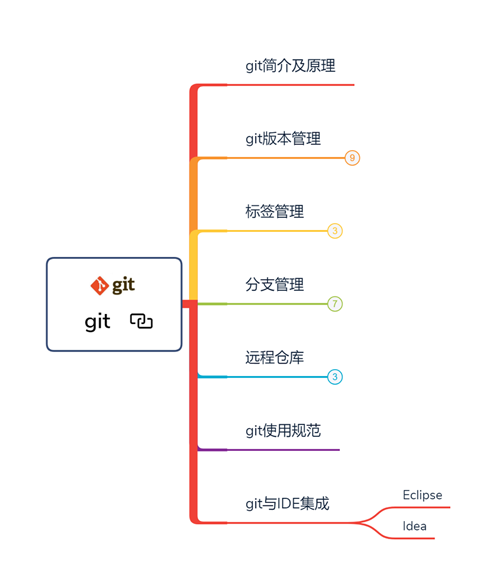 git简介及原理
git版本管理
9
标签管理
3
git
git
分支管理
7
远程仓库
3
git使用规范
git与IDE集成
Eclipse
Idea